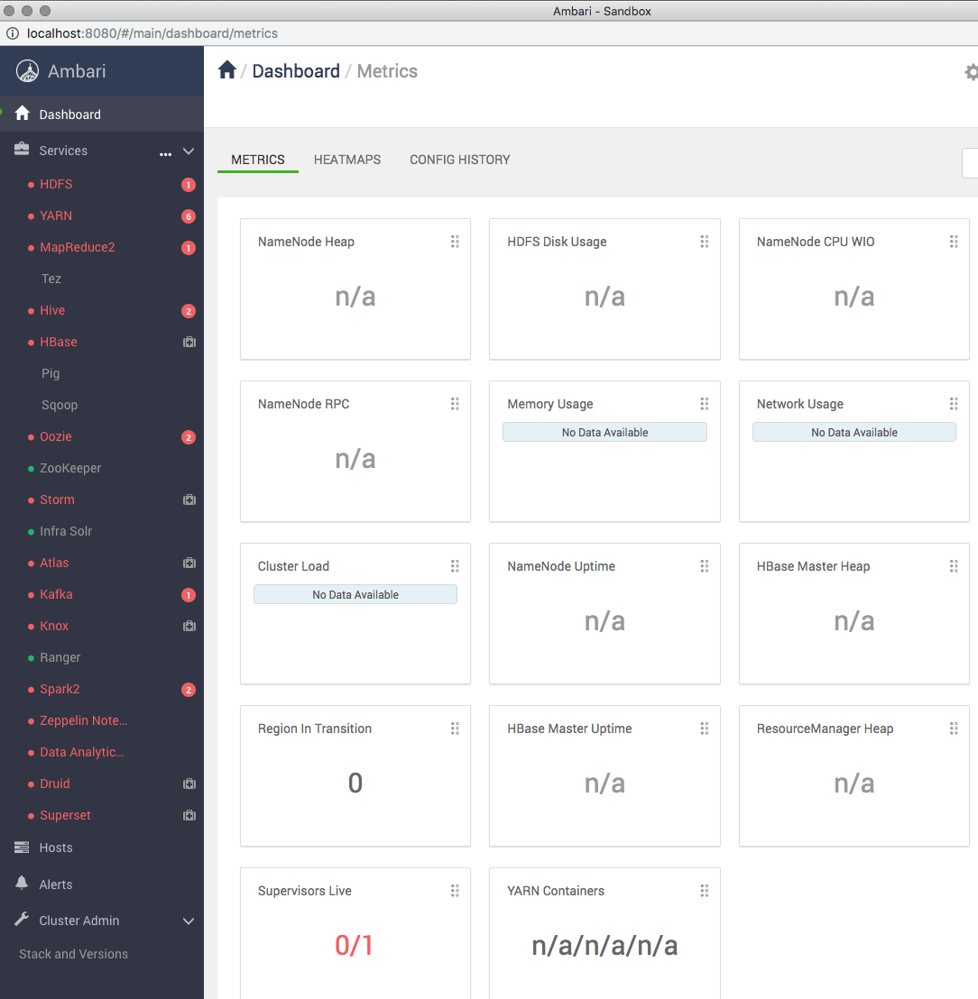 Ambari - Sandbox
localhost:8080/#/main/dashboard/metrics
Ambari
Dashboard
Services
HDFS 1
YARN 6
MapReduce2 1
Tez
Hive 2
HBase
Pig
Sqoop
Oozie 2
ZooKeeper
Storm
Infra Solr
Atlas
Kafka 1
Knox
Ranger
Spark2 2
Zeppelin Note...
Data Analytic...
Druid
Superset
Hosts
Alerts
Cluster Admin
Stack and Versions
/ Dashboard / Metrics
METRICS HEATMAPS CONFIG HISTORY
NameNode Heap
n/a
HDFS Disk Usage
n/a
NameNode CPU WIO
n/a
NameNode RPC
n/a
Memory Usage
No Data Available
Network Usage
No Data Available
Cluster Load
No Data Available
NameNode Uptime
n/a
HBase Master Heap
n/a
Region In Transition
0
HBase Master Uptime
n/a
ResourceManager Heap
n/a
Supervisors Live
0/1
YARN Containers
n/a/n/a/n/a